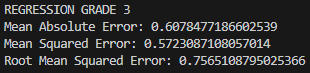 REGRESSION GRADE 3
Mean Absolute Error: 0.6078477186602539
Mean Squared Error: 0.5723087108057014
Root Mean Squared Error: 0.7565108795025366